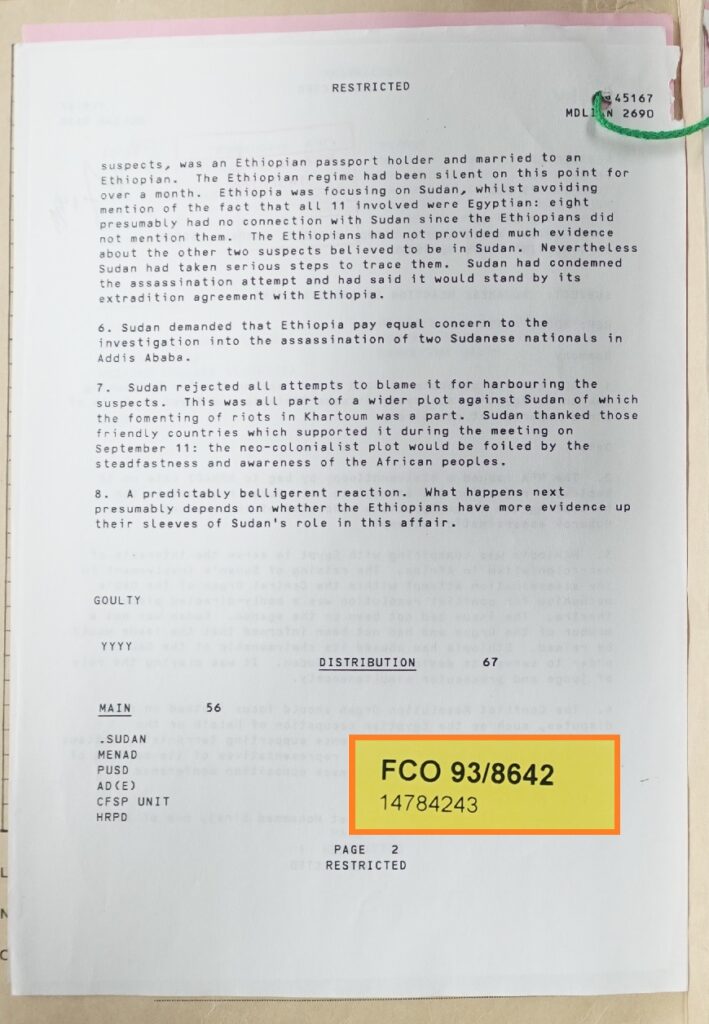 RESTRICTED
45167
MDLIAN 2690
suspects, was an Ethiopian passport holder and married to an
Ethiopian. The Ethiopian regime had been silent on this point for
over a month. Ethiopia was focusing on Sudan, whilst avoiding
mention of the fact that all 11 involved were Egyptian: eight
presumably had no connection with Sudan since the Ethiopians did
not mention them. The Ethiopians had not provided much evidence
about the other two suspects believed to be in Sudan. Nevertheless
Sudan had taken serious steps to trace them. Sudan had condemned
the assassination attempt and had said it would stand by its
extradition agreement with Ethiopia.
6. Sudan demanded that Ethiopia pay equal concern to the
investigation into the assassination of two Sudanese nationals in
Addis Ababa.
7. Sudan rejected all attempts to blame it for harbouring the
suspects. This was all part of a wider plot against Sudan of which
the fomenting of riots in Khartoum was a part. Sudan thanked those
friendly countries which supported it during the meeting on
September 11: the neo-colonialist plot would be foiled by the
steadfastness and awareness of the African peoples.
8. A predictably belligerent reaction. What happens next
presumably depends on whether the Ethiopians have more evidence up
their sleeves of Sudan's role in this affair.
GOULTY
YYYY
DISTRIBUTION 67
MAIN 56
.SUDAN
MENAD
PUSD
AD(E)
CFSP UNIT
HRPD
FCO 93/8642
14784243
PAGE 2
RESTRICTED